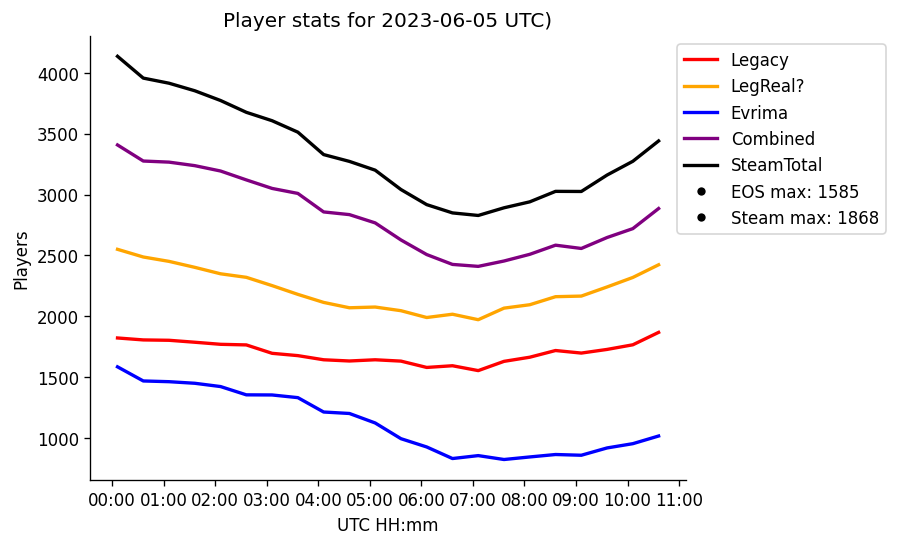 Player stats for 2023-06-05 UTC)
Legacy
LegReal?
Evrima
Combined
SteamTotal
EOS max: 1585
Steam max: 1868
Players
4000
3500
3000
2500
2000
1500
1000
00:00 01:00 02:00 03:00 04:00 05:00 06:00 07:00 08:00 09:00 10:00 11:00
UTC HH:mm